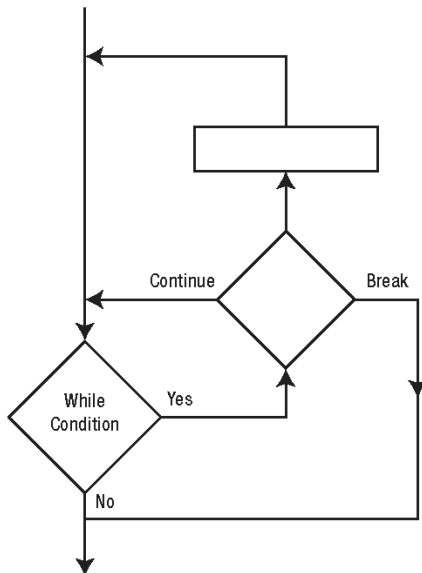 Continue
Break
While
Condition
Yes
No